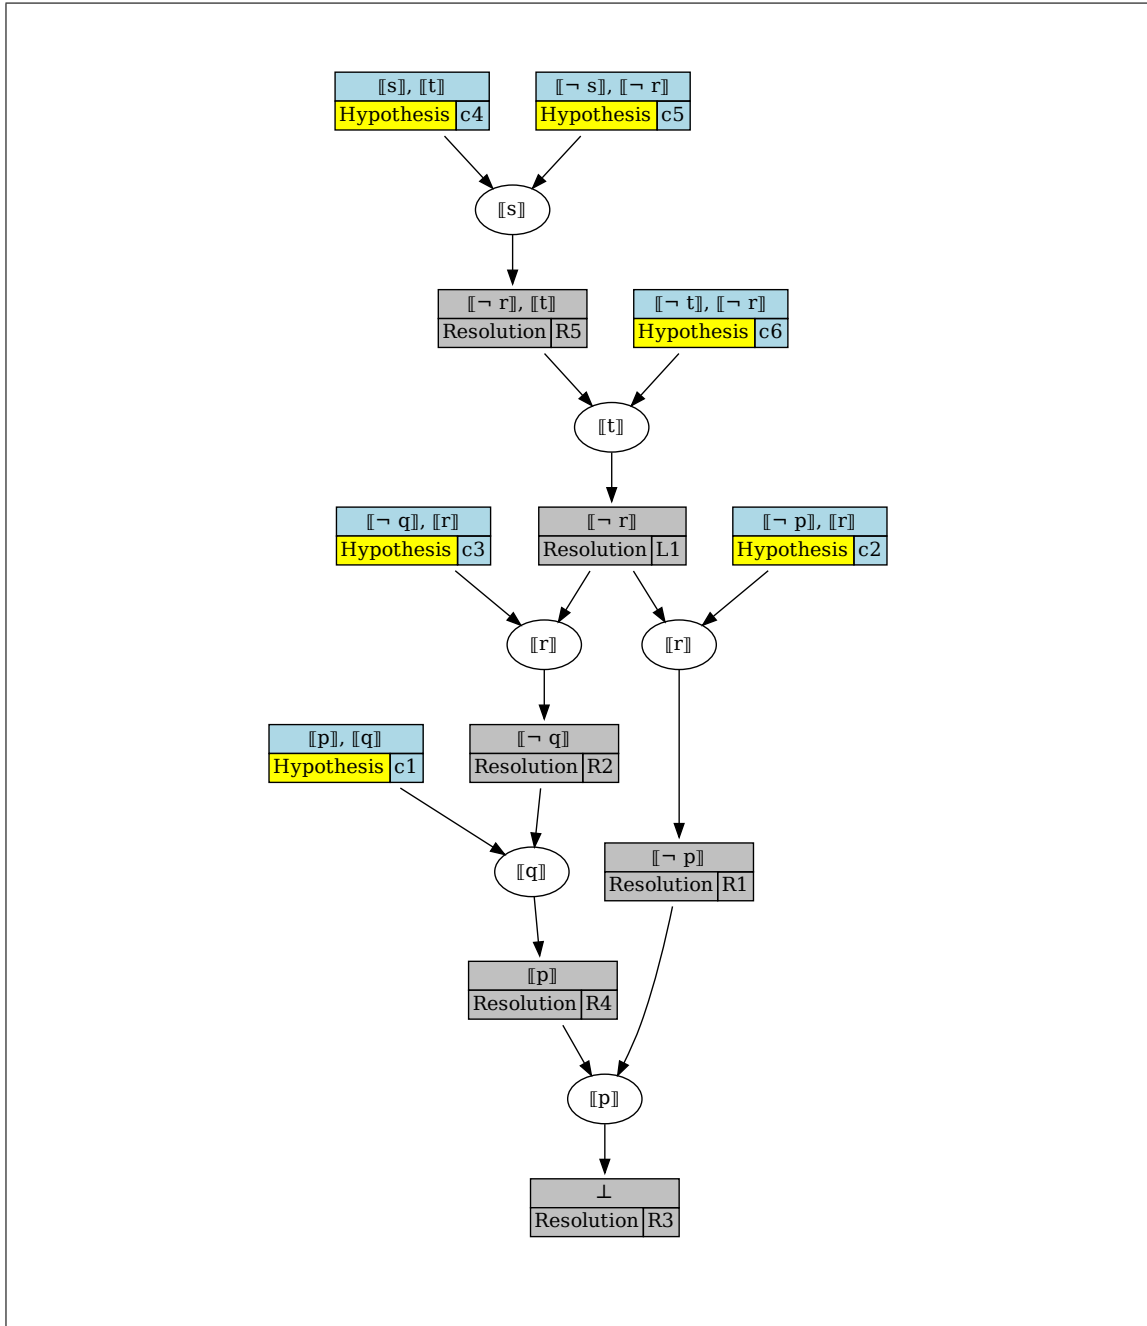 ⟦s⟧, ⟦t⟧
Hypothesis c4
⟦¬ s⟧, ⟦¬ r⟧
Hypothesis c5
⟦s⟧
⟦¬ r⟧, ⟦t⟧
Resolution R5
⟦¬ t⟧, ⟦¬ r⟧
Hypothesis c6
⟦t⟧
⟦¬ q⟧, ⟦r⟧
Hypothesis c3
⟦¬ r⟧
Resolution L1
⟦¬ p⟧, ⟦r⟧
Hypothesis c2
⟦r⟧
⟦r⟧
⟦p⟧, ⟦q⟧
Hypothesis c1
⟦¬ q⟧
Resolution R2
⟦q⟧
⟦¬ p⟧
Resolution R1
⟦p⟧
Resolution R4
⟦p⟧
⊥
Resolution R3